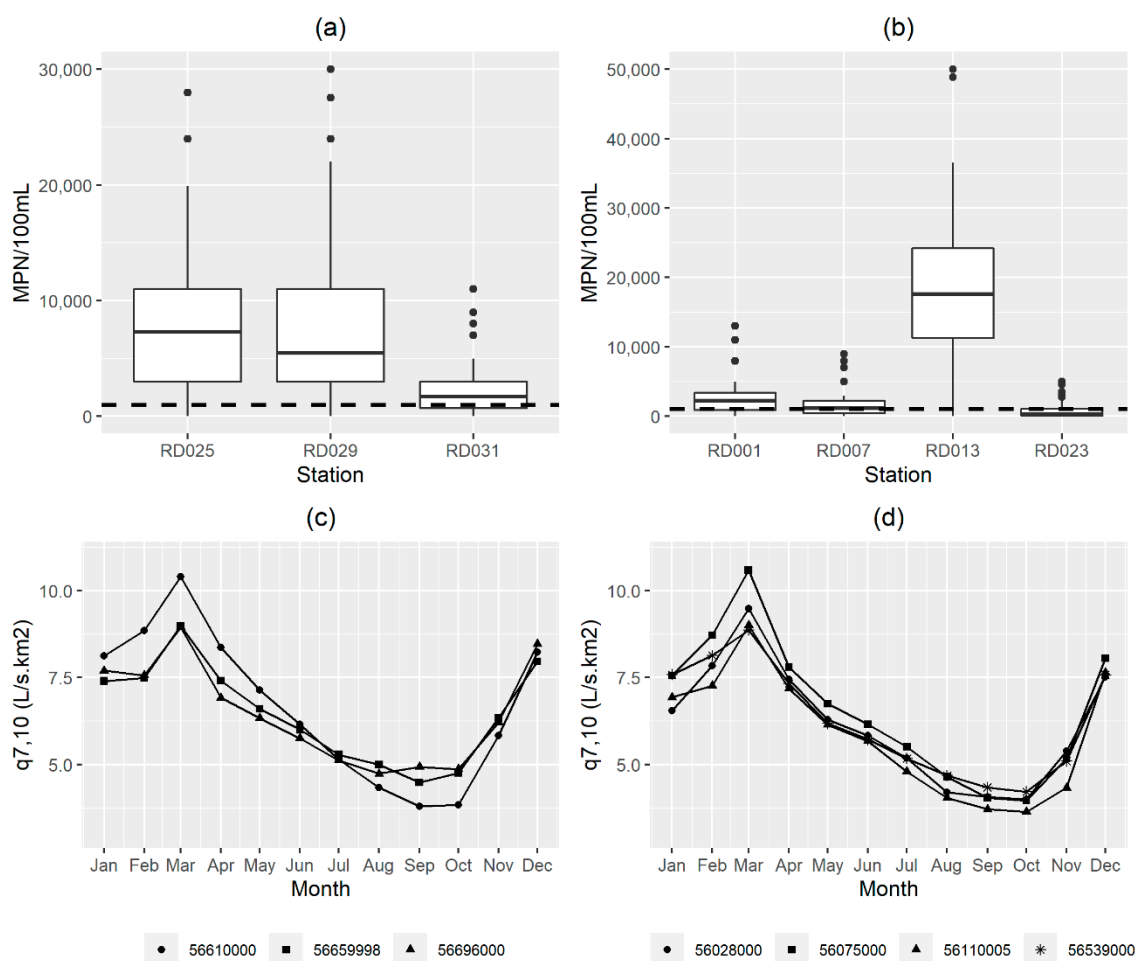 (a)
30,000
20,000
10,000
0
MPN/100mL
RD025 RD029 RD031
Station
(b)
50,000
40,000
30,000
20,000
10,000
0
MPN/100mL
RD001 RD007 RD013 RD023
Station
(c)
10.0
7.5
5.0
q7,10 (L/s.km2)
Jan Feb Mar Apr May Jun Jul Aug Sep Oct Nov Dec
Month
56610000 56659998 56696000
(d)
10.0
7.5
5.0
q7,10 (L/s.km2)
Jan Feb Mar Apr May Jun Jul Aug Sep Oct Nov Dec
Month
56028000 56075000 56110005 56539000